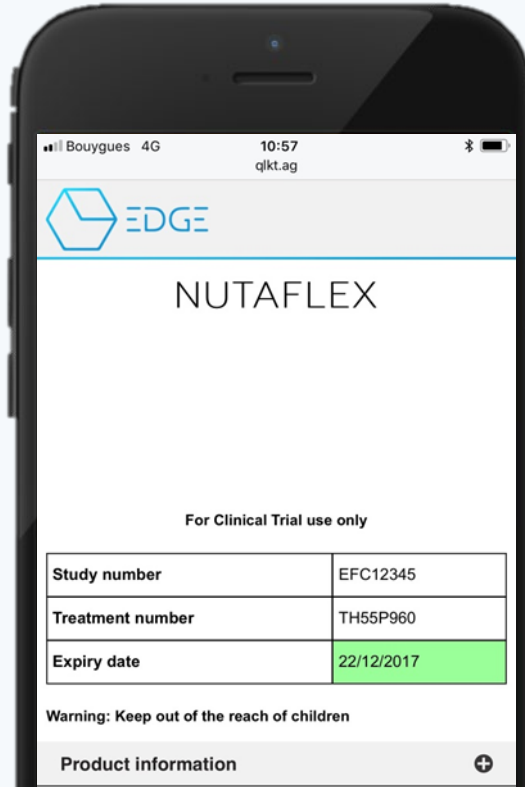 Bouygues 4G 10:57
qlkt.ag
EDGE
NUTAFLEX
For Clinical Trial use only
Study number EFC12345
Treatment number TH55P960
Expiry date 22/12/2017
Warning: Keep out of the reach of children
Product information